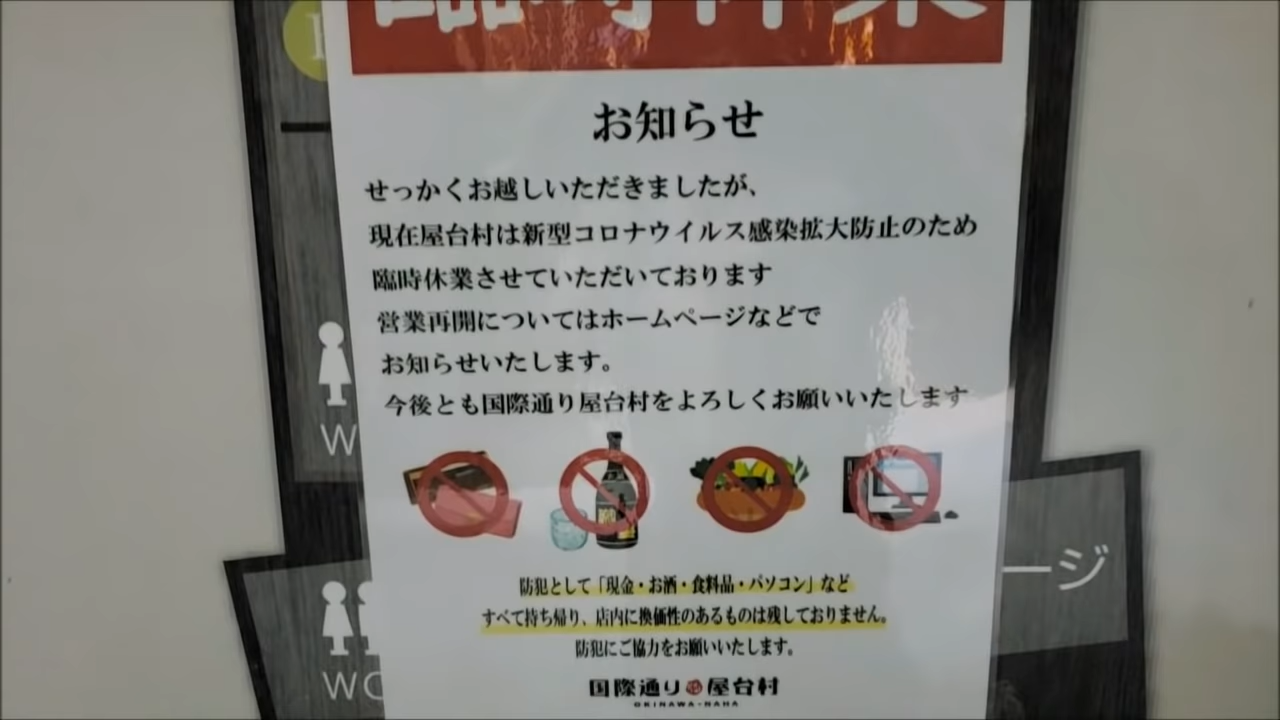 臨時休業
お知らせ
せっかくお越しいただきましたが、
現在屋台村は新型コロナウイルス感染拡大防止のため
臨時休業させていただいております
営業再開についてはホームページなどで
お知らせいたします。
今後とも国際通り屋台村をよろしくお願いいたします
W
ージ
防犯として「現金・お酒・食料品・パソコン」など
すべて持ち帰り、店内に換価性のあるものは残しておりません。
防犯にご協力をお願いいたします。
WO
国際通り屋台村
OKINAWA-NAHA